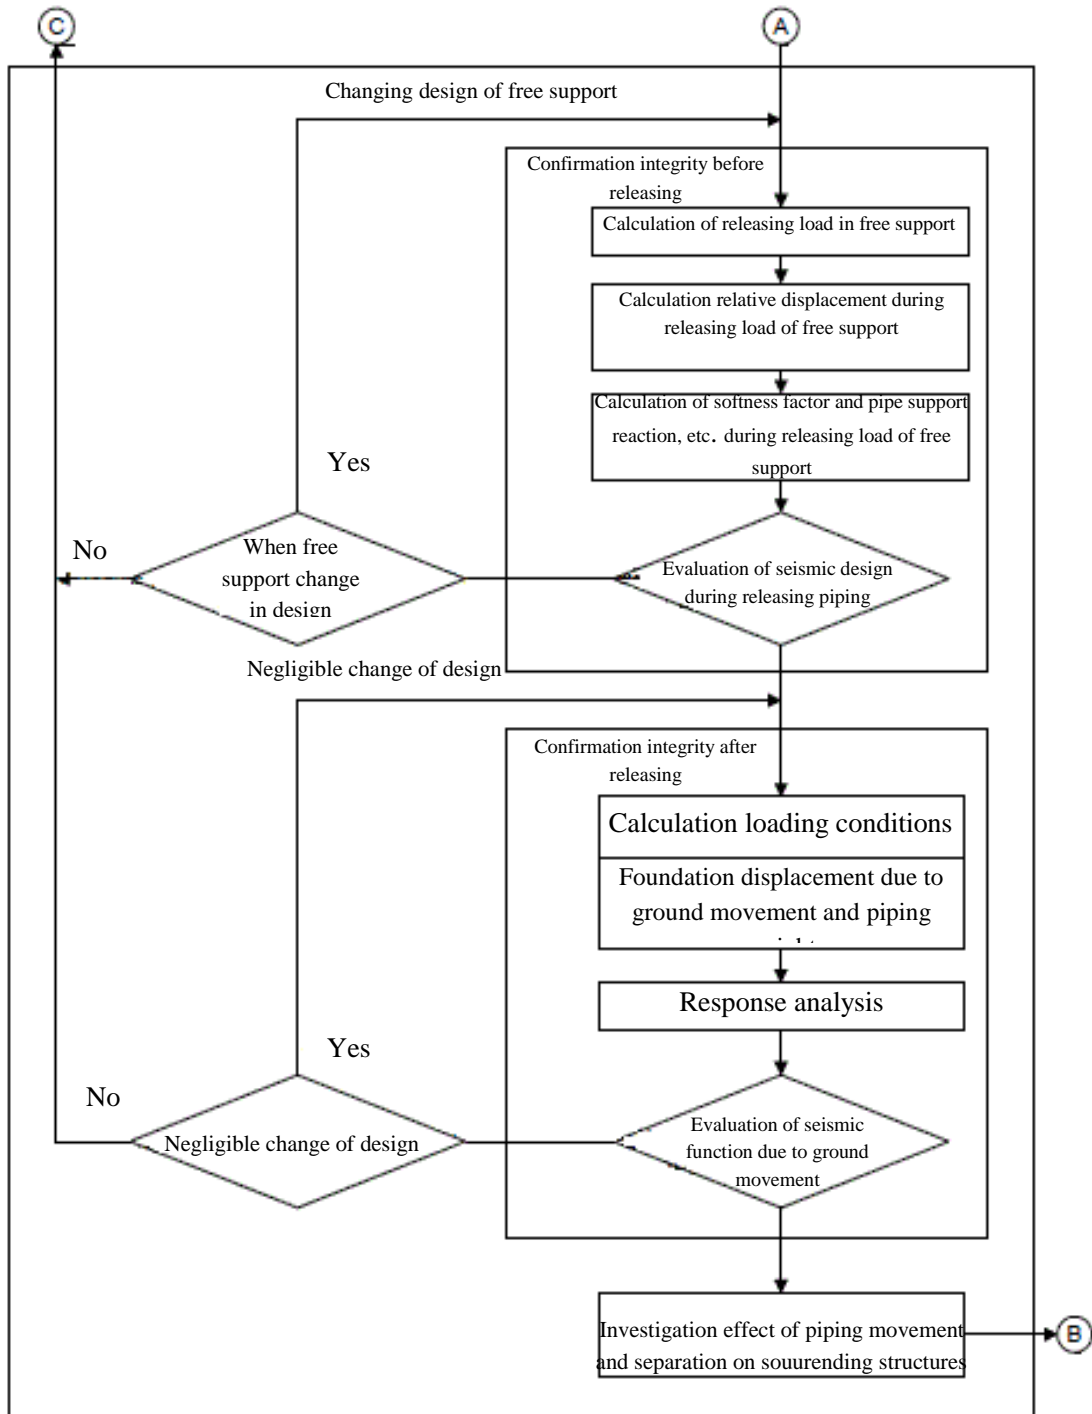 C
A
Changing design of free support
Confirmation integrity before
releasing
Calculation of releasing load in free support
Calculation relative displacement during
releasing load of free support
Calculation of softness factor and pipe support
reaction, etc. during releasing load of free
support
Yes
No
When free
support change
in design
Evaluation of seismic design
during releasing piping
Negligible change of design
Confirmation integrity after
releasing
Calculation loading conditions
Foundation displacement due to
ground movement and piping
Response analysis
Yes
No
Negligible change of design
Evaluation of seismic
function due to ground
movement
Investigation effect of piping movement
and separation on souurending structures
B